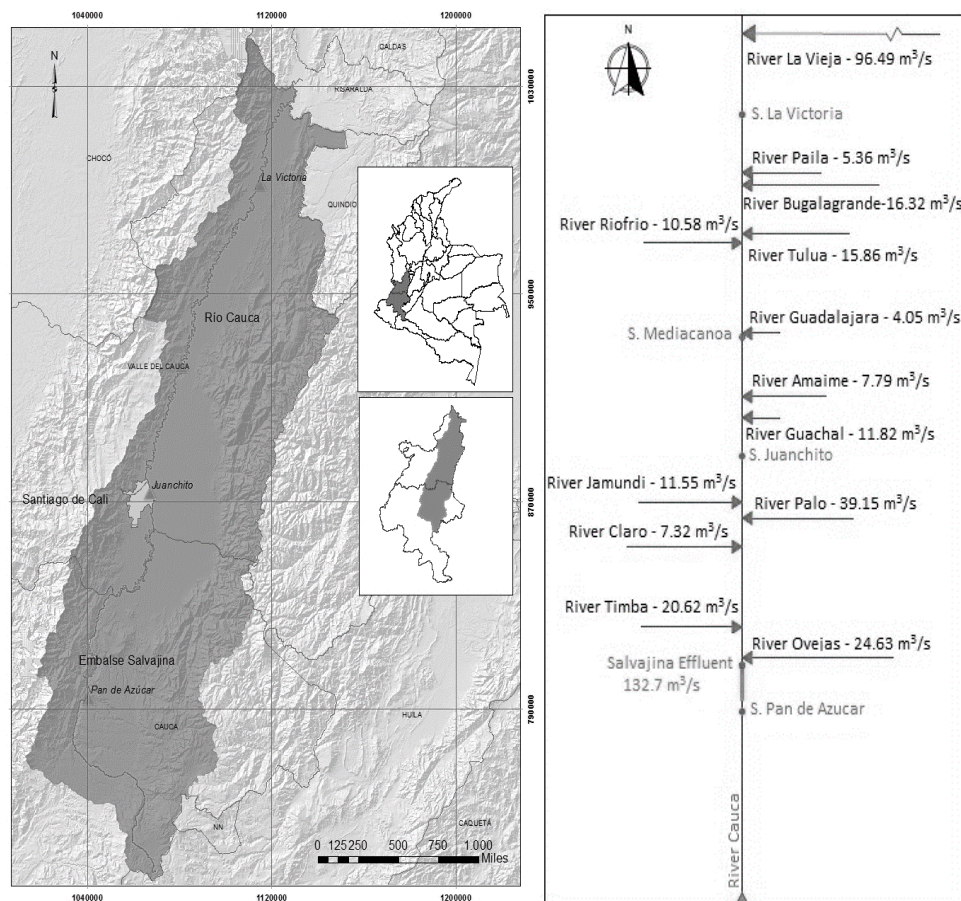 1040000 1120000 1200000
N
CALDAS
RISARALDA
1030000
CHOCÓ
La Victoria
QUINDIO
950000
Río Cauca
VALLE DEL CAUCA
Juanchito
Santiago de Cali
870000
Embalse Salvajina
Pan de Azúcar
790000
HUILA
CAUCA
NN
CAQUETÁ
0 125 250 500 750 1.000
Miles
1040000 1120000 1200000
N
River La Vieja - 96.49 m³/s
S. La Victoria
River Paila - 5.36 m³/s
River Bugalagrande-16.32 m³/s
River Riofrio - 10.58 m³/s
River Tulua - 15.86 m³/s
River Guadalajara - 4.05 m³/s
S. Mediacanoa
River Amaime - 7.79 m³/s
River Guachal - 11.82 m³/s
S. Juanchito
River Jamundi - 11.55 m³/s
River Palo - 39.15 m³/s
River Claro - 7.32 m³/s
River Timba - 20.62 m³/s
River Ovejas - 24.63 m³/s
Salvajina Effluent
132.7 m³/s
S. Pan de Azucar
River Cauca